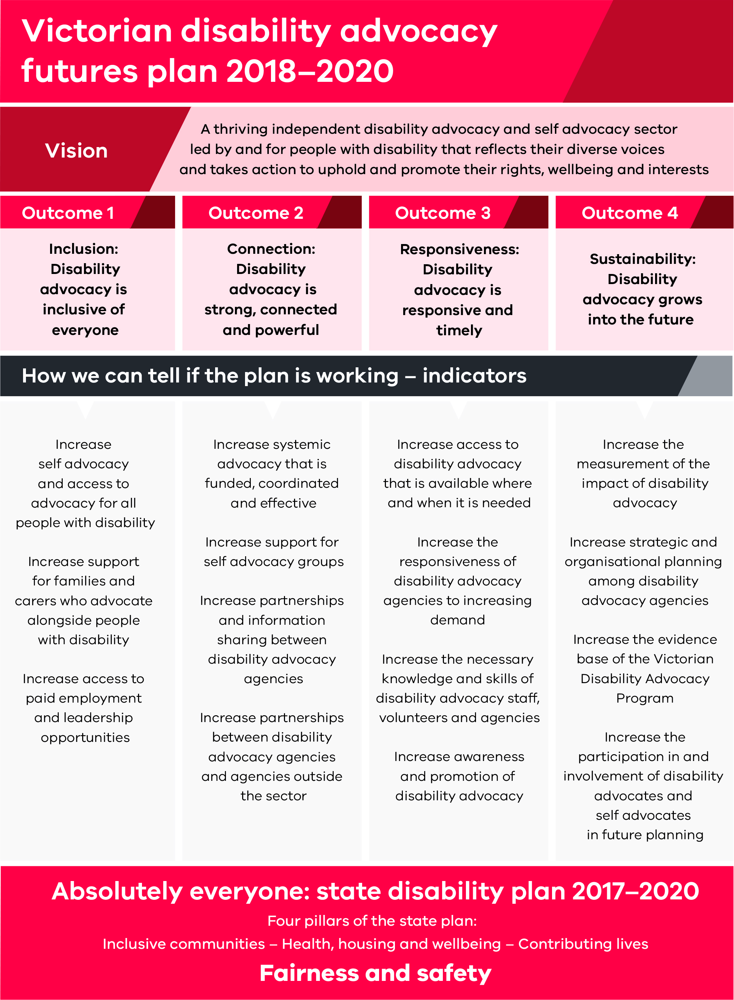 Victorian disability advocacy
futures plan 2018–2020
Vision
A thriving independent disability advocacy and self advocacy sector
led by and for people with disability that reflects their diverse voices
and takes action to uphold and promote their rights, wellbeing and interests
Outcome 1
Inclusion:
Disability
advocacy is
inclusive of
everyone
Outcome 2
Connection:
Disability
advocacy is
strong, connected
and powerful
Outcome 3
Responsiveness:
Disability
advocacy is
responsive and
timely
Outcome 4
Sustainability:
Disability
advocacy grows
into the future
How we can tell if the plan is working – indicators
Increase
self advocacy
and access to
advocacy for all
people with disability
Increase support
for families and
carers who advocate
alongside people
with disability
Increase access to
paid employment
and leadership
opportunities
Increase systemic
advocacy that is
funded, coordinated
and effective
Increase support for
self advocacy groups
Increase partnerships
and information
sharing between
disability advocacy
agencies
Increase partnerships
between disability
advocacy agencies
and agencies outside
the sector
Increase access to
disability advocacy
that is available where
and when it is needed
Increase the
responsiveness of
disability advocacy
agencies to increasing
demand
Increase the necessary
knowledge and skills of
disability advocacy staff,
volunteers and agencies
Increase awareness
and promotion of
disability advocacy
Increase the
measurement of the
impact of disability
advocacy
Increase strategic and
organisational planning
among disability
advocacy agencies
Increase the evidence
base of the Victorian
Disability Advocacy
Program
Increase the
participation in and
involvement of disability
advocates and
self advocates
in future planning
Absolutely everyone: state disability plan 2017–2020
Four pillars of the state plan:
Inclusive communities – Health, housing and wellbeing – Contributing lives
Fairness and safety